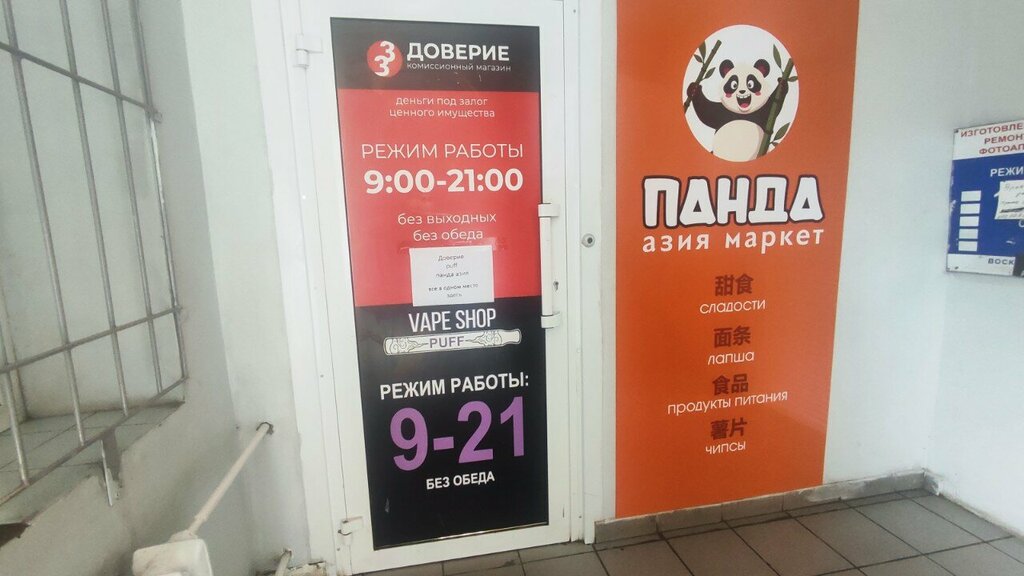 33 ДОВЕРИЕ
комиссионный магазин
деньги под залог
ценного имущества
РЕЖИМ РАБОТЫ
9:00-21:00
без выходных
без обеда
Доверие
puff
панда азия
все в одном место
здесь
VAPE SHOP
PUFF
РЕЖИМ РАБОТЫ:
9-21
БЕЗ ОБЕДА
ПАНДА
азия маркет
甜食
сладости
面条
лапша
食品
продукты питания
薯片
чипсы
ИЗГОТОВЛЕ
РЕМОН
ФОТОАП
РЕЖИ
ВОСК